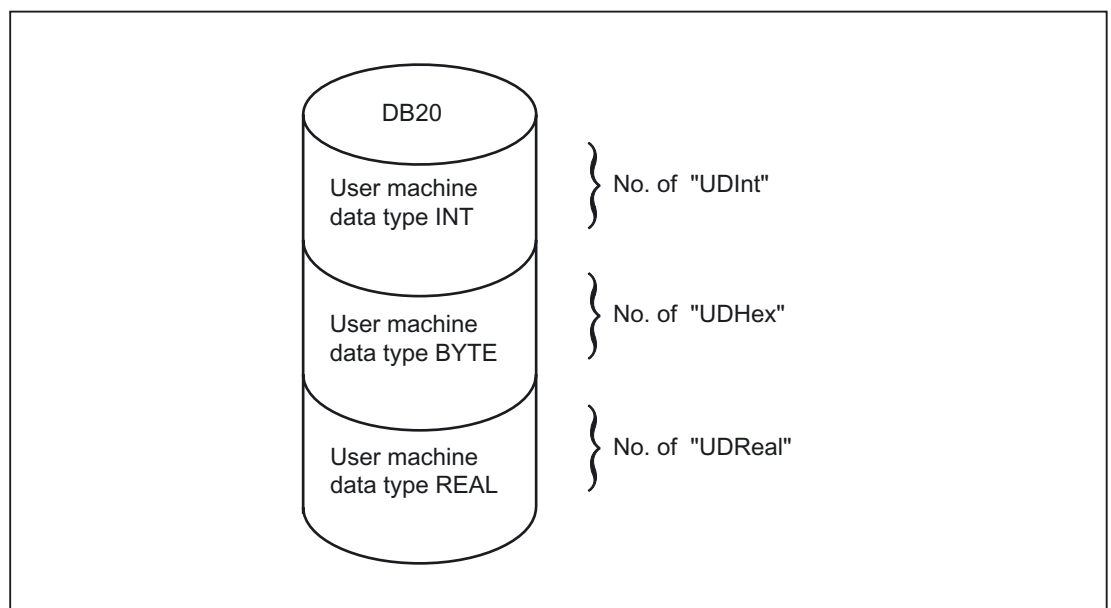 DB20
User machine
data type INT
No. of "UDInt"
User machine
data type BYTE
No. of "UDHex"
User machine
data type REAL
No. of "UDReal"